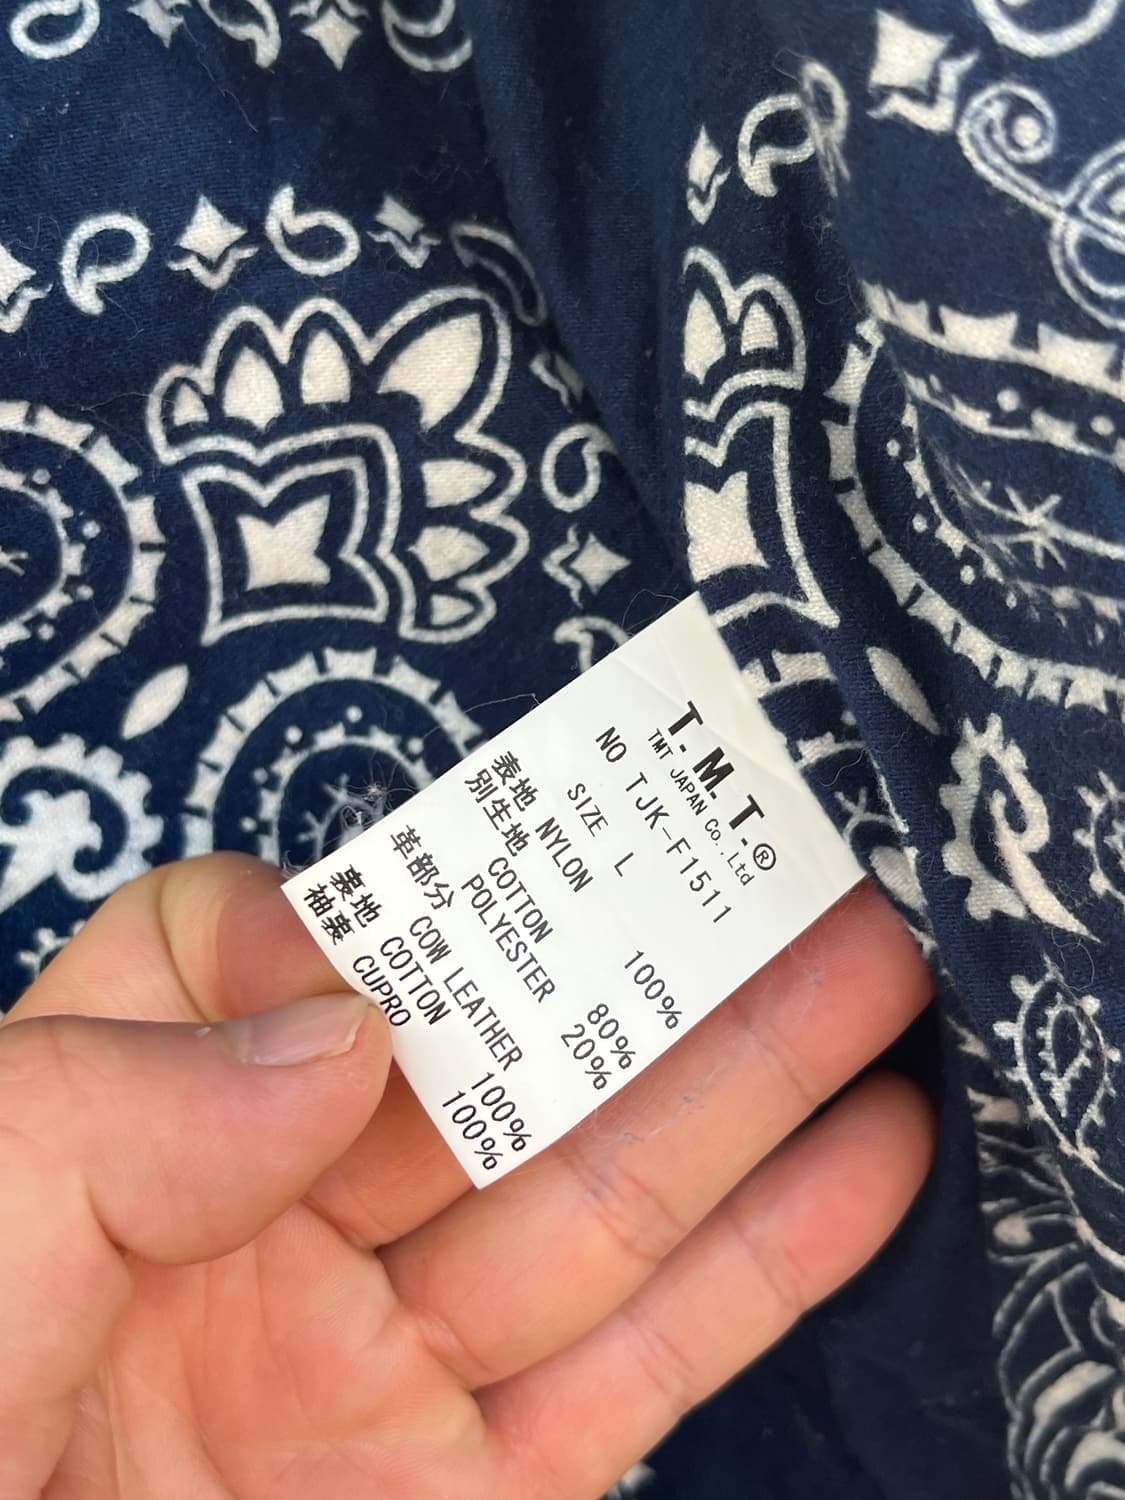 T.M.T.®
TMT JAPAN Co.,Ltd
NO TJK-F1511
SIZE L
表地 NYLON 100%
別生地 COTTON 80%
POLYESTER 20%
革部分 COW LEATHER
裏地 COTTON 100%
袖裏 CUPRO 100%